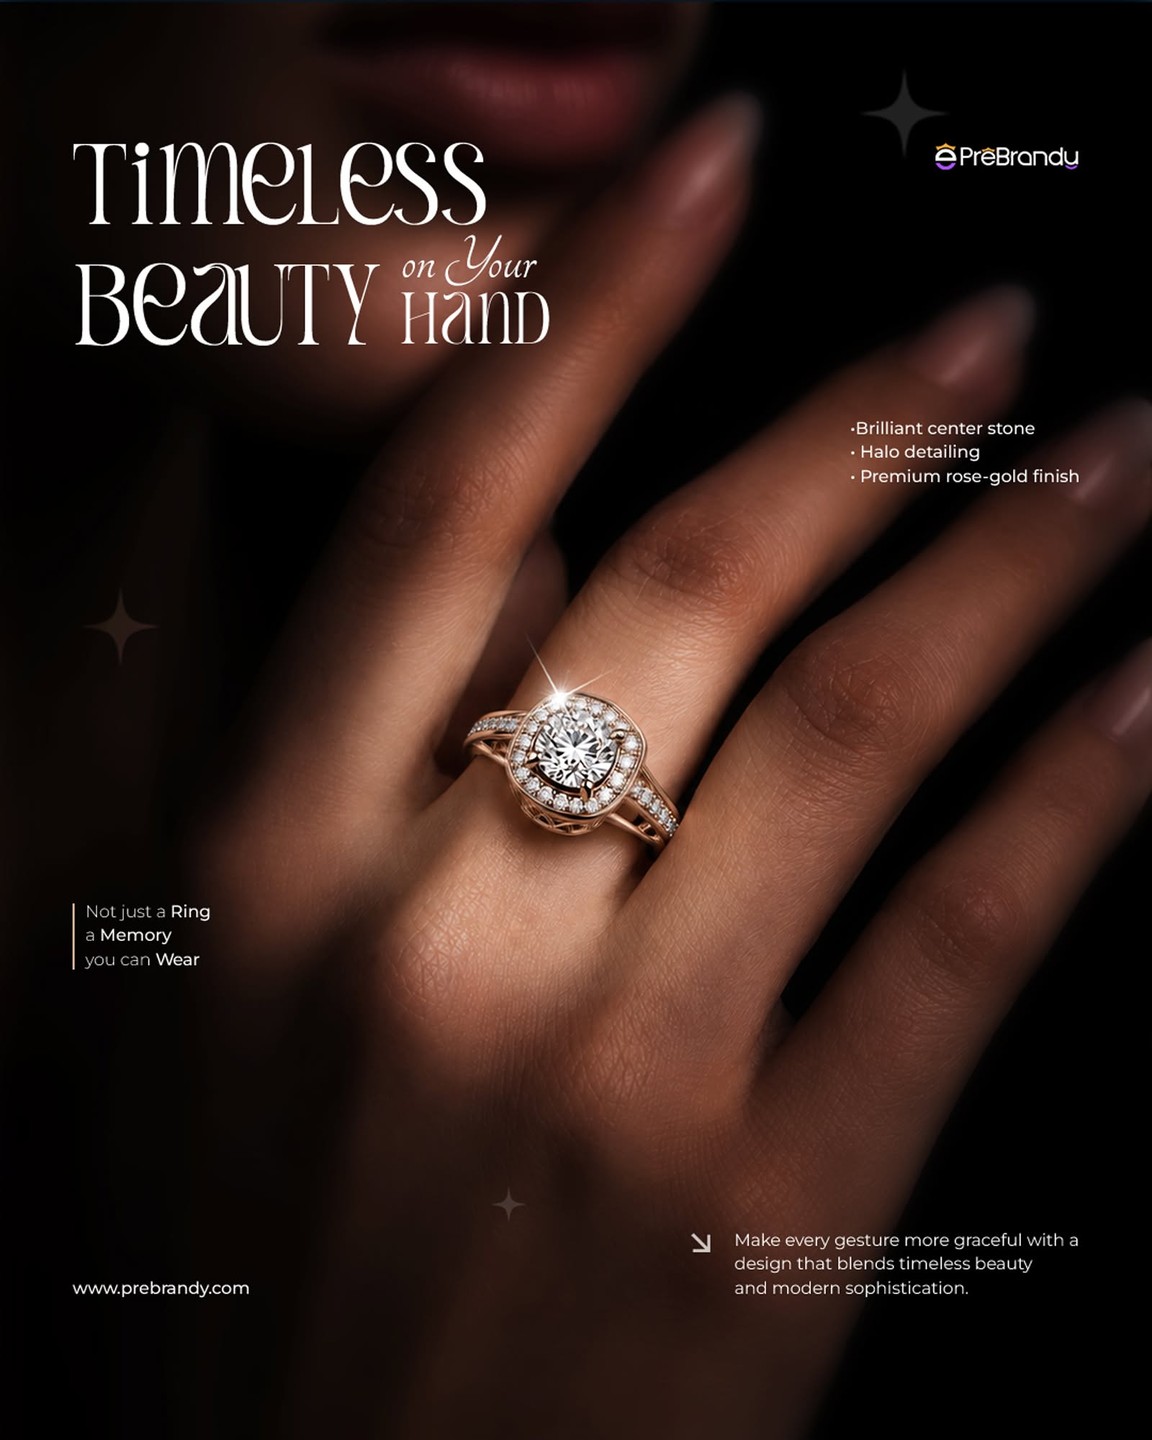 TiMeLESS
BeaUTY on Your
HaND
PrêBrandy
•Brilliant center stone
• Halo detailing
• Premium rose-gold finish
Not just a Ring
a Memory
you can Wear
Make every gesture more graceful with a
design that blends timeless beauty
and modern sophistication.
www.prebrandy.com